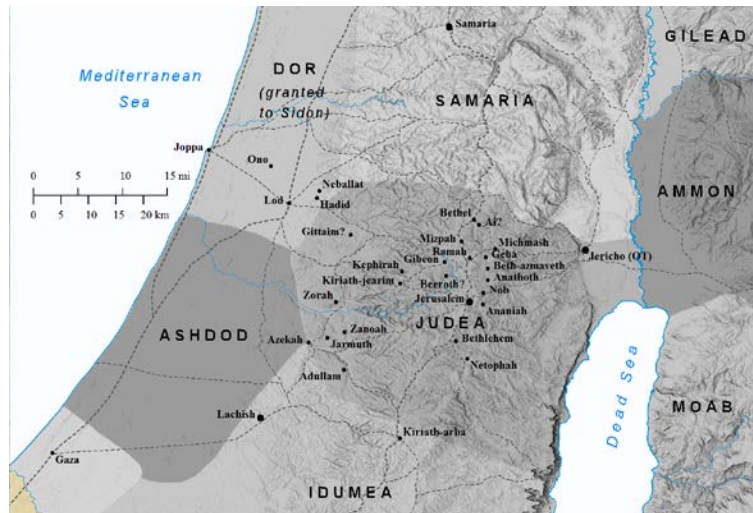 Samaria
GILEAD
Mediterranean
Sea
DOR
(granted
to Sidon)
SAMARIA
Joppa
Ono
AMMON
0 5 10 15 mi
0 5 10 15 20 km
Neballat
Lod
Hadid
Bethel
Ai?
Gittaim?
Mizpah
Michmash
Ramah
Geba
Jericho (OT)
Gibeon
Kephirah
Beth-azmaveth
Kiriath-jearim
Beeroth?
Anathoth
Nob
Zorah
Jerusalem
Ananiah
JUDEA
ASHDOD
Zanoah
Azekah
Jarmuth
Bethlehem
Netophah
Adullam
Dead Sea
MOAB
Lachish
Kiriath-arba
Gaza
IDUMEA